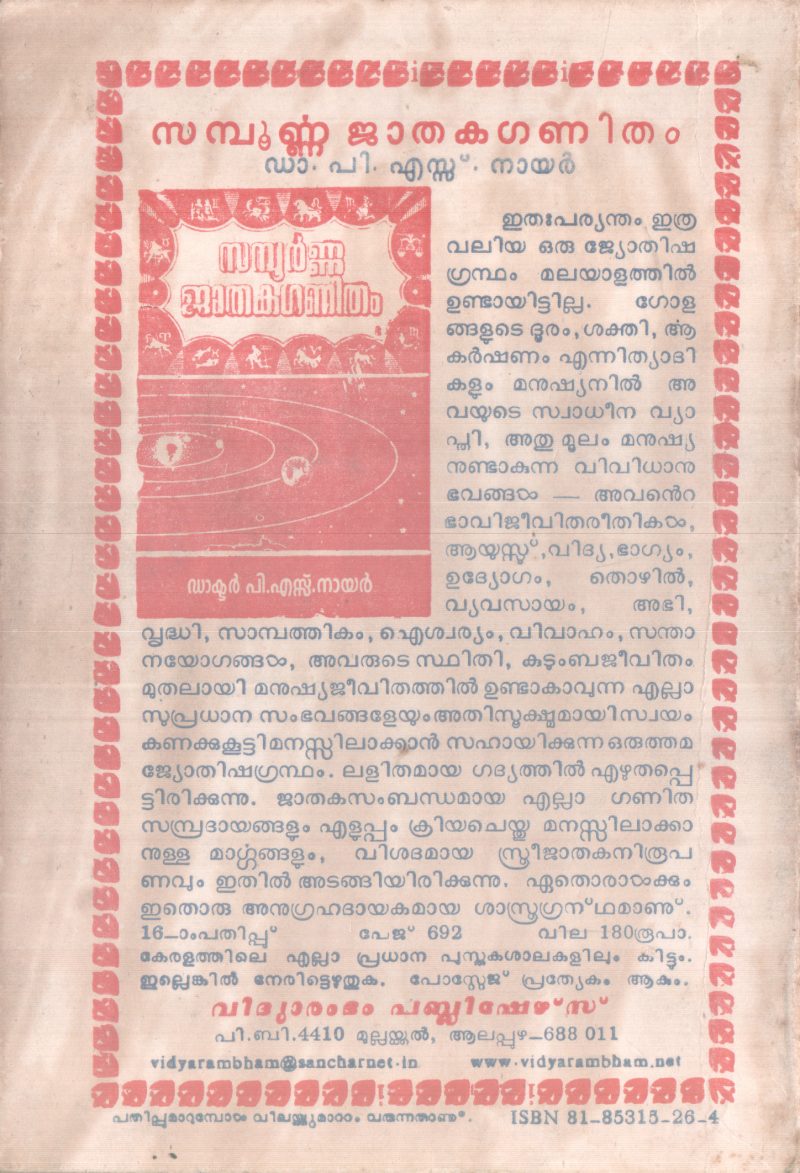 സമ്പൂർണ്ണ ജാതകഗണിതം
ഡാ. പി. എസ്സ്. നായർ
സമ്പൂർണ്ണ
ജാതകഗണിതം
ഡാക്ടർ പി.എസ്സ്.നായർ
ഇതഃപര്യന്തം ഇത്ര
വലിയ ഒരു ജ്യോതിഷ
ഗ്രന്ഥം മലയാളത്തിൽ
ഉണ്ടായിട്ടില്ല. ഗോള
ങ്ങളുടെ ദൂരം, ശക്തി, ആ
കർഷണം എന്നിത്യാദി
കളും മനുഷ്യനിൽ അ
വയുടെ സ്വാധീന വ്യാ
പ്തി, അതു മൂലം മനുഷ്യ
നുണ്ടാകുന്ന വിവിധാനു
ഭവങ്ങൾ — അവൻെറ
ഭാവിജീവിതരീതികൾ,
ആയുസ്സ്, വിദ്യ, ഭാഗ്യം,
ഉദ്യോഗം, തൊഴിൽ,
വ്യവസായം, അഭി,
വൃദ്ധി, സാമ്പത്തികം, ഐശ്വര്യം, വിവാഹം, സന്താ
നയോഗങ്ങൾ, അവരുടെ സ്ഥിതി, കുടുംബജീവിതം
മുതലായി മനുഷ്യജീവിതത്തിൽ ഉണ്ടാകാവുന്ന എല്ലാ
സുപ്രധാന സംഭവങ്ങളേയും അതിസൂക്ഷ്മമായി സ്വയം
കണക്കുകൂട്ടി മനസ്സിലാക്കാൻ സഹായിക്കുന്ന ഒരുത്തമ
ജ്യോതിഷഗ്രന്ഥം. ലളിതമായ ഗദ്യത്തിൽ എഴുതപ്പെ
ട്ടിരിക്കുന്നു. ജാതകസംബന്ധമായ എല്ലാ ഗണിത
സമ്പ്രദായങ്ങളും എളുപ്പം ക്രിയചെയ്തു മനസ്സിലാക്കാ
നുള്ള മാർഗ്ഗങ്ങളും, വിശദമായ സ്ത്രീജാതകനിരൂപ
ണവും ഇതിൽ അടങ്ങിയിരിക്കുന്നു. ഏതൊരാൾക്കും
ഇതൊരു അനുഗ്രഹദായകമായ ശാസ്ത്രഗ്രന്ഥമാണ്.
16—ാംപതിപ്പ് പേജ് 692 വില 180രൂപാ.
കേരളത്തിലെ എല്ലാ പ്രധാന പുസ്തകശാലകളിലും കിട്ടും.
ഇല്ലെങ്കിൽ നേരിട്ടെഴുതുക. പോസ്റ്റേജ് പ്രത്യേകം ആകും.
വിദ്യാരംഭം പബ്ലിഷേഴ്‌സ്
പി.ബി.4410 മുല്ലയ്ക്കൽ, ആലപ്പുഴ—688 011
vidyarambham@sancharnet.in www.vidyarambham.net
പതിപ്പുമാറുമ്പോൾ വിലയ്ക്കുമാറ്റം വരുന്നതാണ്. ISBN 81—85315—26—4